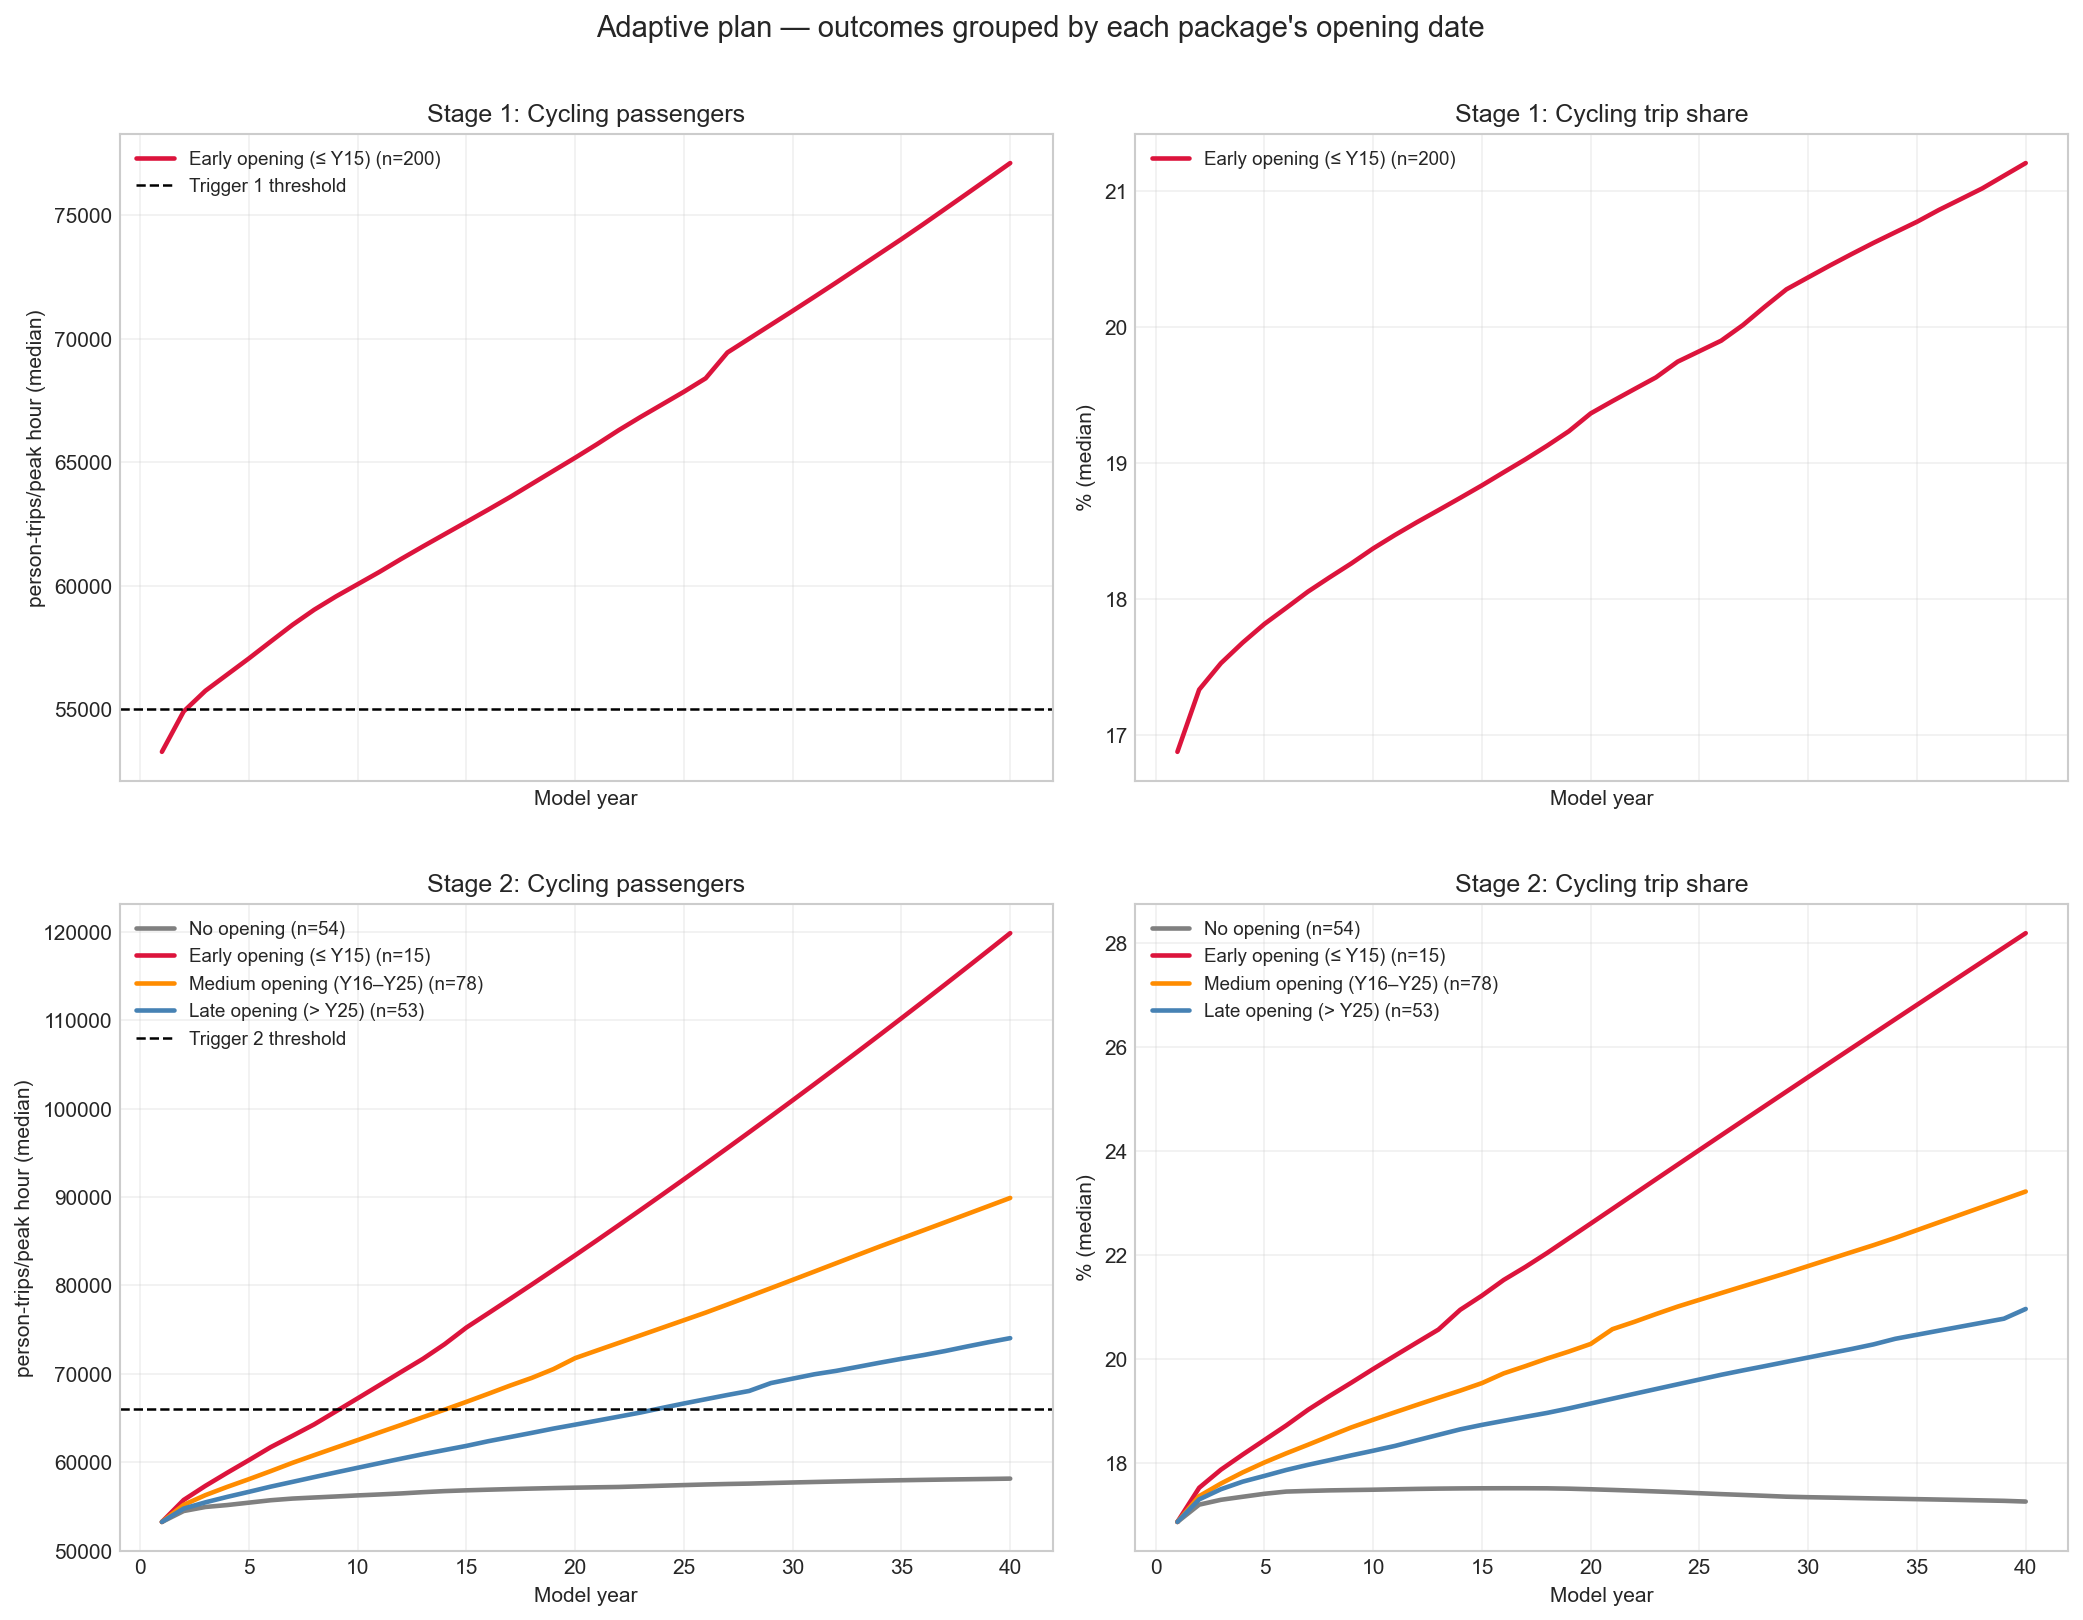 Adaptive plan — outcomes grouped by each package's opening date
Stage 1: Cycling passengers
Early opening (≤ Y15) (n=200)
Trigger 1 threshold
75000
70000
65000
60000
55000
person-trips/peak hour (median)
Model year
Stage 1: Cycling trip share
Early opening (≤ Y15) (n=200)
21
20
19
18
17
% (median)
Model year
Stage 2: Cycling passengers
No opening (n=54)
Early opening (≤ Y15) (n=15)
Medium opening (Y16–Y25) (n=78)
Late opening (> Y25) (n=53)
Trigger 2 threshold
120000
110000
100000
90000
80000
70000
60000
50000
person-trips/peak hour (median)
0 5 10 15 20 25 30 35 40
Model year
Stage 2: Cycling trip share
No opening (n=54)
Early opening (≤ Y15) (n=15)
Medium opening (Y16–Y25) (n=78)
Late opening (> Y25) (n=53)
28
26
24
22
20
18
% (median)
0 5 10 15 20 25 30 35 40
Model year